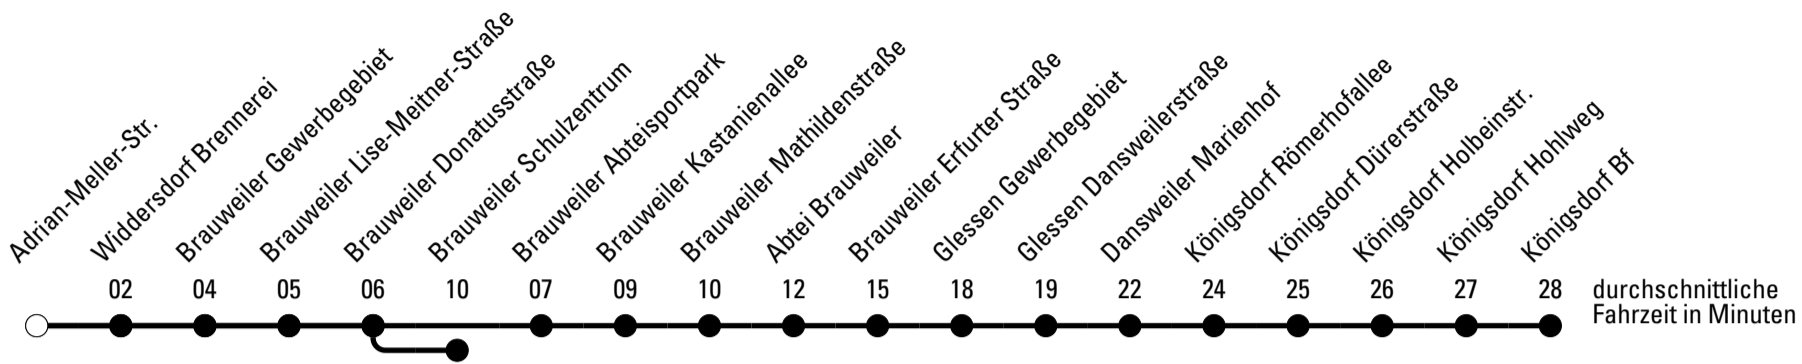 Adrian-Meller-Str.
Widdersdorf Brennerei
Brauweiler Gewerbegebiet
Brauweiler Lise-Meitner-Straße
Brauweiler Donatusstraße
Brauweiler Schulzentrum
Brauweiler Abteisportpark
Brauweiler Kastanienallee
Brauweiler Mathildenstraße
Abtei Brauweiler
Brauweiler Erfurter Straße
Glessen Gewerbegebiet
Glessen Dansweilerstraße
Dansweiler Marienhof
Königsdorf Römerhofallee
Königsdorf Dürerstraße
Königsdorf Holbeinstr.
Königsdorf Hohlweg
Königsdorf Bf
02 04 05 06 10 07 09 10 12 15 18 19 22 24 25 26 27 28
durchschnittliche
Fahrzeit in Minuten